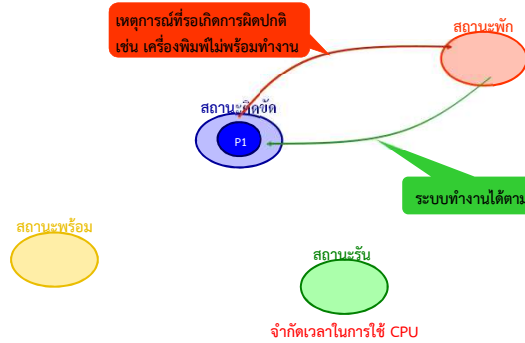 เหตุการณ์ที่รอเกิดการผิดปกติ
เช่น เครื่องพิมพ์ไม่พร้อมทำงาน
สถานะพัก
สถานะติดขัด
P1
ระบบทำงานได้ตาม
สถานะพร้อม
สถานะรัน
จำกัดเวลาในการใช้ CPU